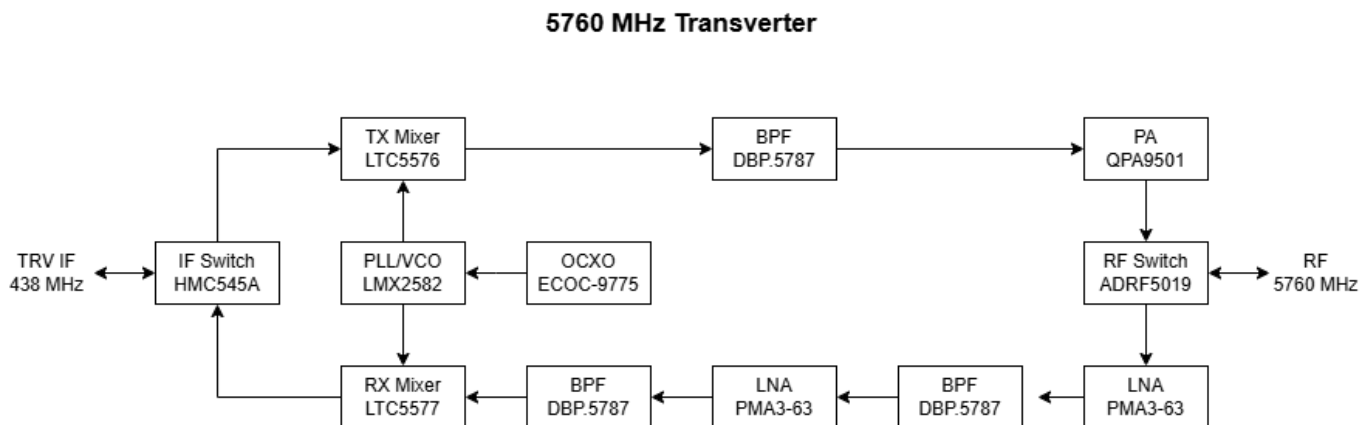 5760 MHz Transverter
TX Mixer
LTC5576
BPF
DBP.5787
PA
QPA9501
TRV IF
438 MHz
IF Switch
HMC545A
PLL/VCO
LMX2582
OCXO
ECOC-9775
RF Switch
ADRF5019
RF
5760 MHz
RX Mixer
LTC5577
BPF
DBP.5787
LNA
PMA3-63
BPF
DBP.5787
LNA
PMA3-63